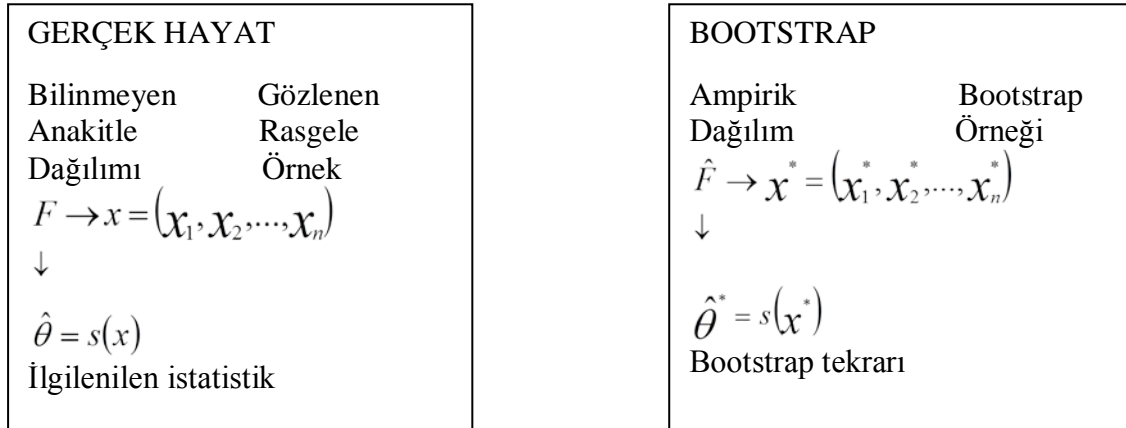 GERÇEK HAYAT
Bilinmeyen Gözlenen
Anakitle Rasgele
Dağılımı Örnek
F → x = (x₁, x₂,...., xₙ)
↓
θ̂ = s(x)
İlgilenilen istatistik
BOOTSTRAP
Ampirik Bootstrap
Dağılım Örneği
F̂ → x* = (x₁*, x₂*,..., xₙ*)
↓
θ̂* = s(x*)
Bootstrap tekrarı